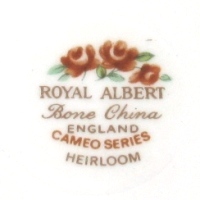 ROYAL ALBERT
Bone China
ENGLAND
CAMEO SERIES
HEIRLOOM